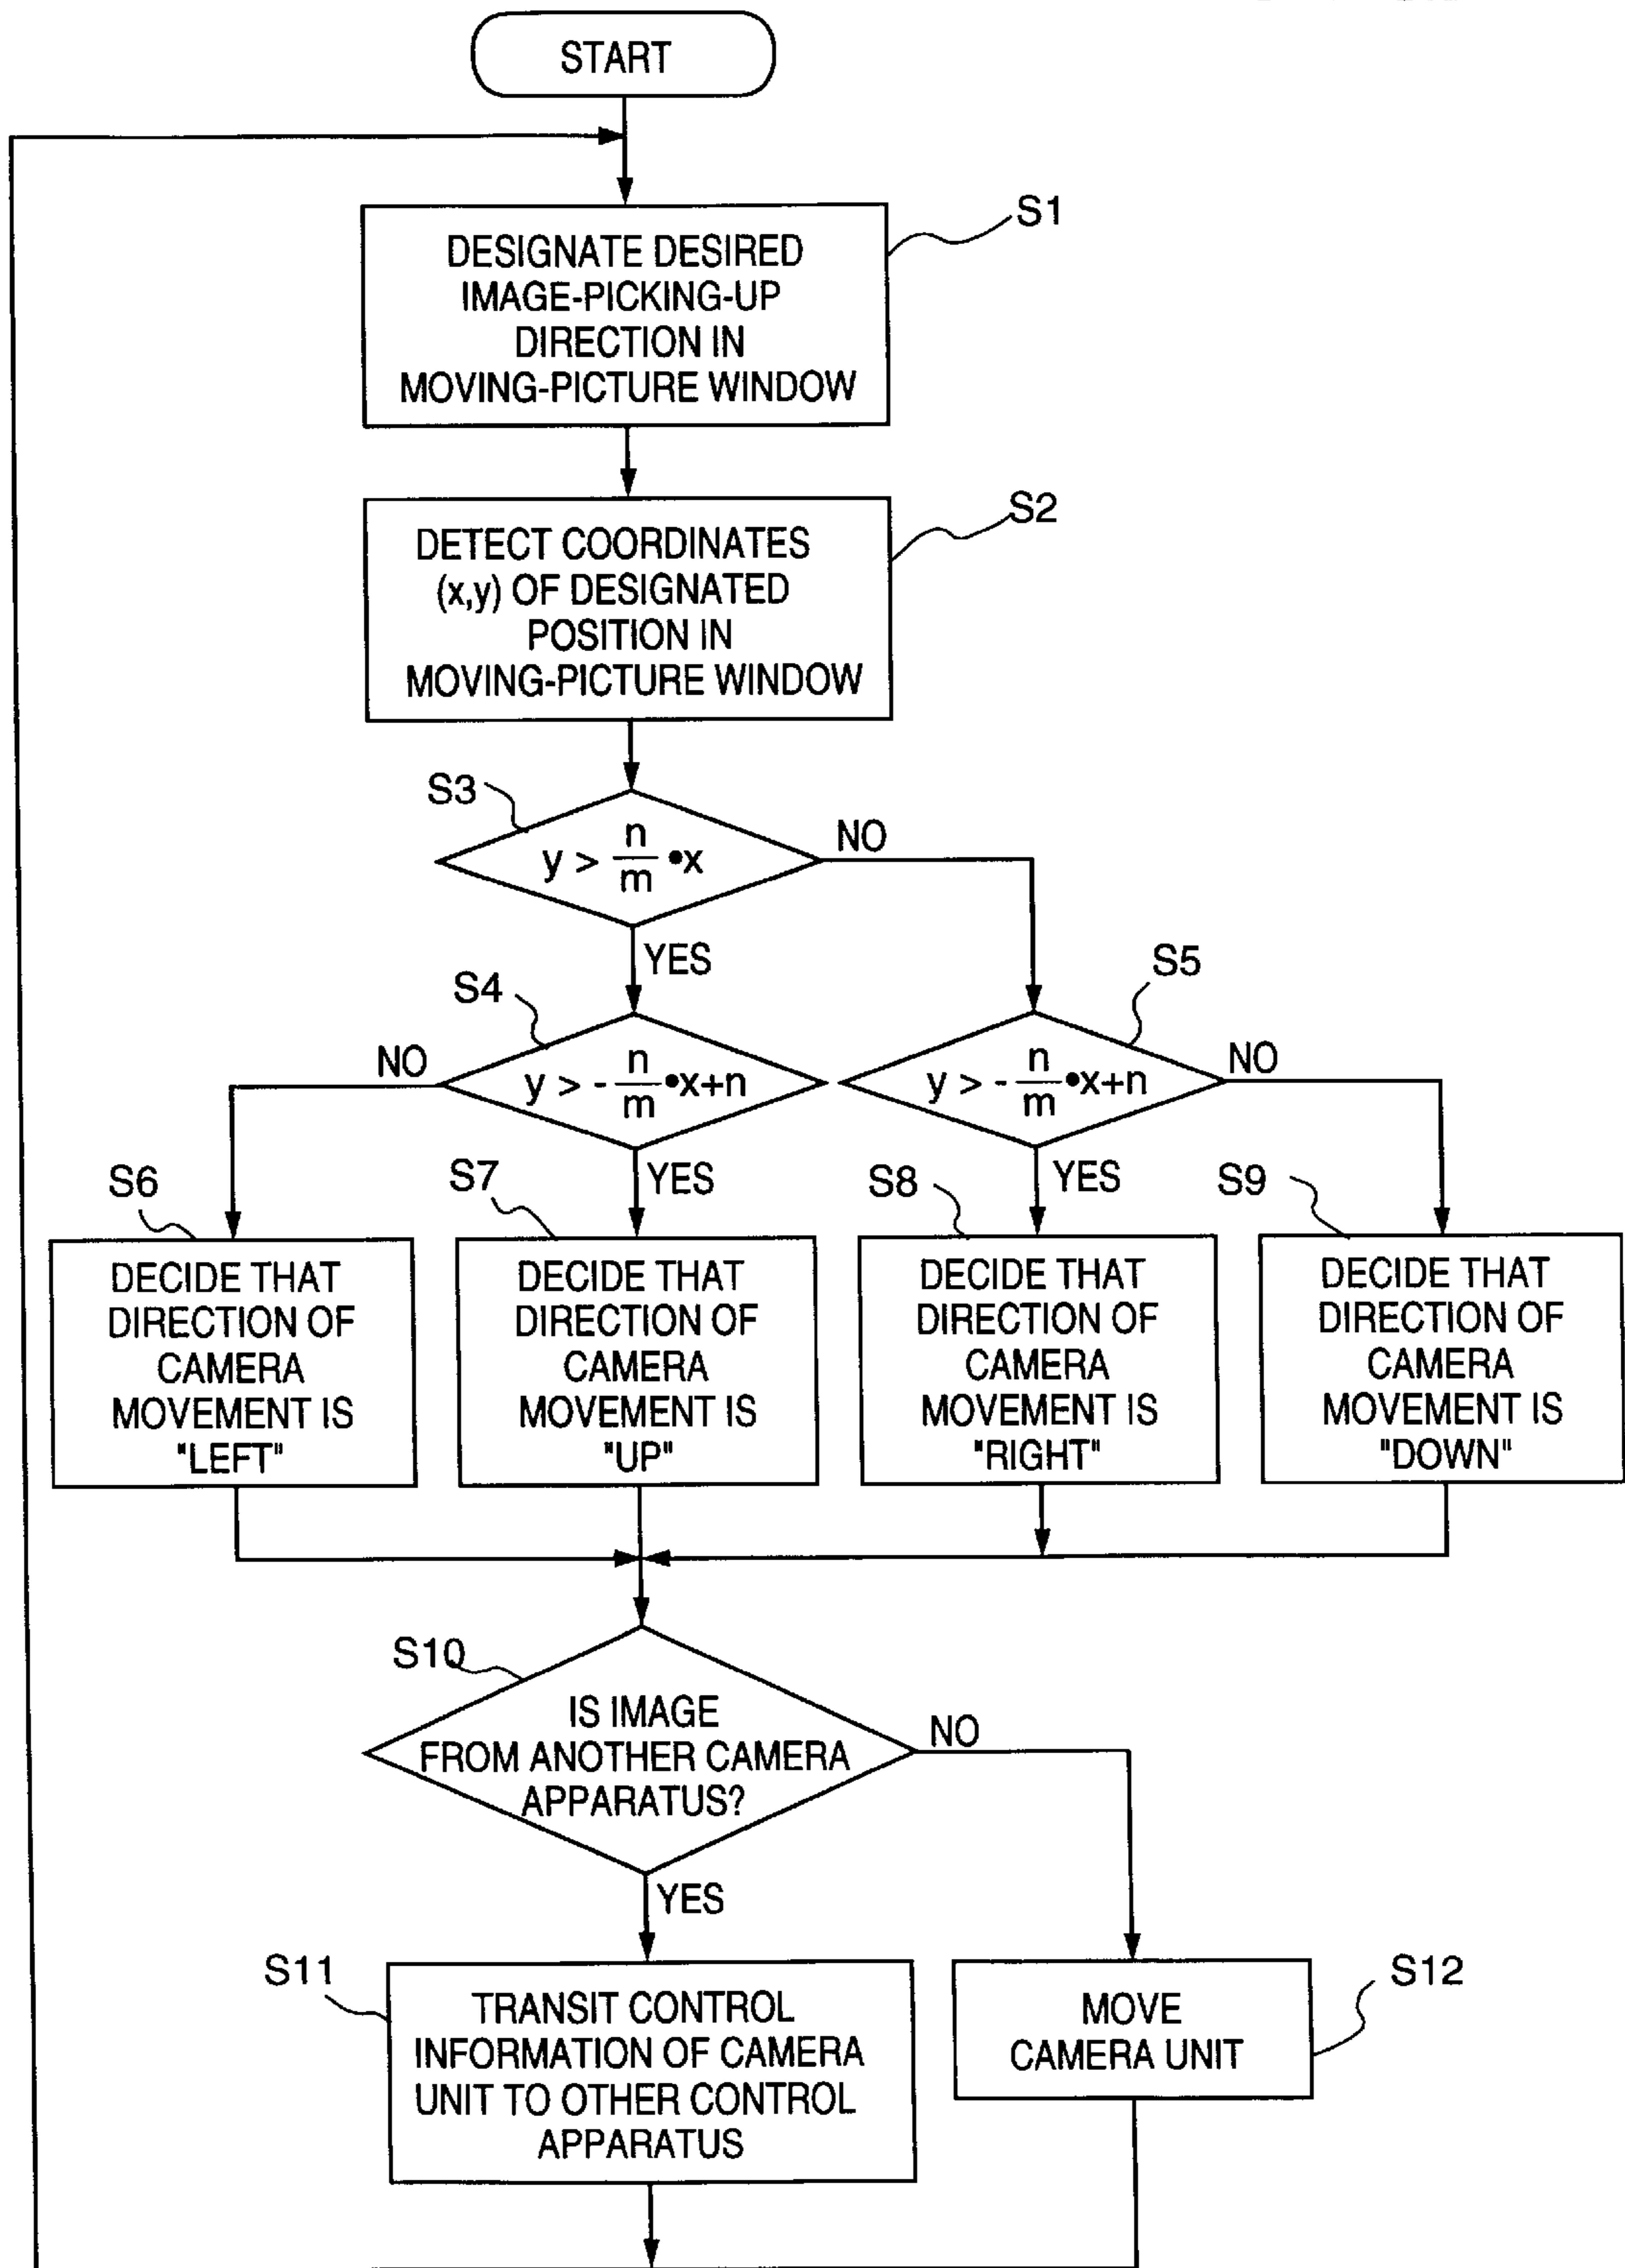 START
S1
DESIGNATE DESIRED
IMAGE-PICKING-UP
DIRECTION IN
MOVING-PICTURE WINDOW
S2
DETECT COORDINATES
(x,y) OF DESIGNATED
POSITION IN
MOVING-PICTURE WINDOW
S3
y > n/m •x
NO
YES
S4
S5
NO
y > - n/m •x+n
y > - n/m •x+n
NO
YES
YES
S6
S7
S8
S9
DECIDE THAT
DIRECTION OF
CAMERA
MOVEMENT IS
"LEFT"
DECIDE THAT
DIRECTION OF
CAMERA
MOVEMENT IS
"UP"
DECIDE THAT
DIRECTION OF
CAMERA
MOVEMENT IS
"RIGHT"
DECIDE THAT
DIRECTION OF
CAMERA
MOVEMENT IS
"DOWN"
S10
IS IMAGE
FROM ANOTHER CAMERA
APPARATUS?
NO
YES
S11
TRANSIT CONTROL
INFORMATION OF CAMERA
UNIT TO OTHER CONTROL
APPARATUS
S12
MOVE
CAMERA UNIT